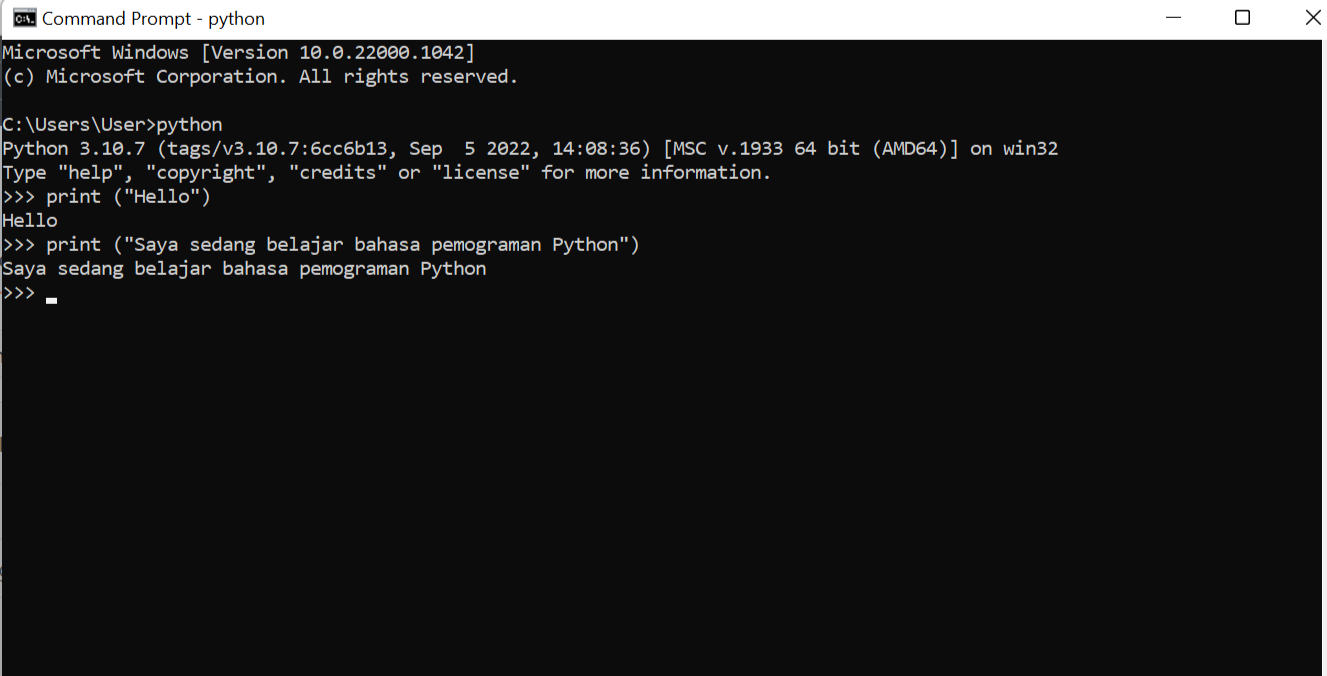 Command Prompt - python
Microsoft Windows [Version 10.0.22000.1042]
(c) Microsoft Corporation. All rights reserved.
C:\Users\User>python
Python 3.10.7 (tags/v3.10.7:6cc6b13, Sep  5 2022, 14:08:36) [MSC v.1933 64 bit (AMD64)] on win32
Type "help", "copyright", "credits" or "license" for more information.
>>> print ("Hello")
Hello
>>> print ("Saya sedang belajar bahasa pemograman Python")
Saya sedang belajar bahasa pemograman Python
>>>